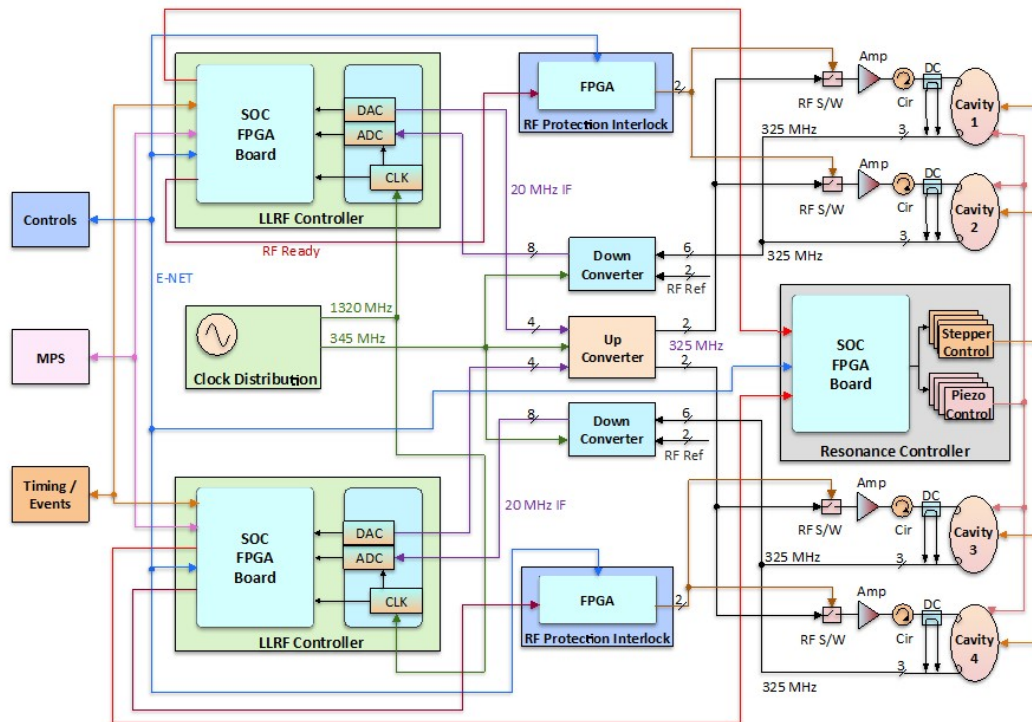 SOC
FPGA
Board
DAC
ADC
CLK
LLRF Controller
FPGA
2
RF Protection Interlock
RF S/W
Amp
Cir
DC
Cavity
1
325 MHz
3
325 MHz
RF S/W
Amp
Cir
DC
Cavity
2
3
325 MHz
20 MHz IF
Controls
RF Ready
E-NET
8
Down
Converter
6
2
RF Ref
1320 MHz
345 MHz
Clock Distribution
4
4
Up
Converter
2
325 MHz
2
SOC
FPGA
Board
Stepper
Control
Piezo
Control
Resonance Controller
MPS
8
Down
Converter
6
2
RF Ref
Timing /
Events
SOC
FPGA
Board
DAC
ADC
CLK
LLRF Controller
20 MHz IF
FPGA
2
RF Protection Interlock
RF S/W
Amp
Cir
DC
Cavity
3
325 MHz
3
RF S/W
Amp
Cir
DC
Cavity
4
325 MHz
3